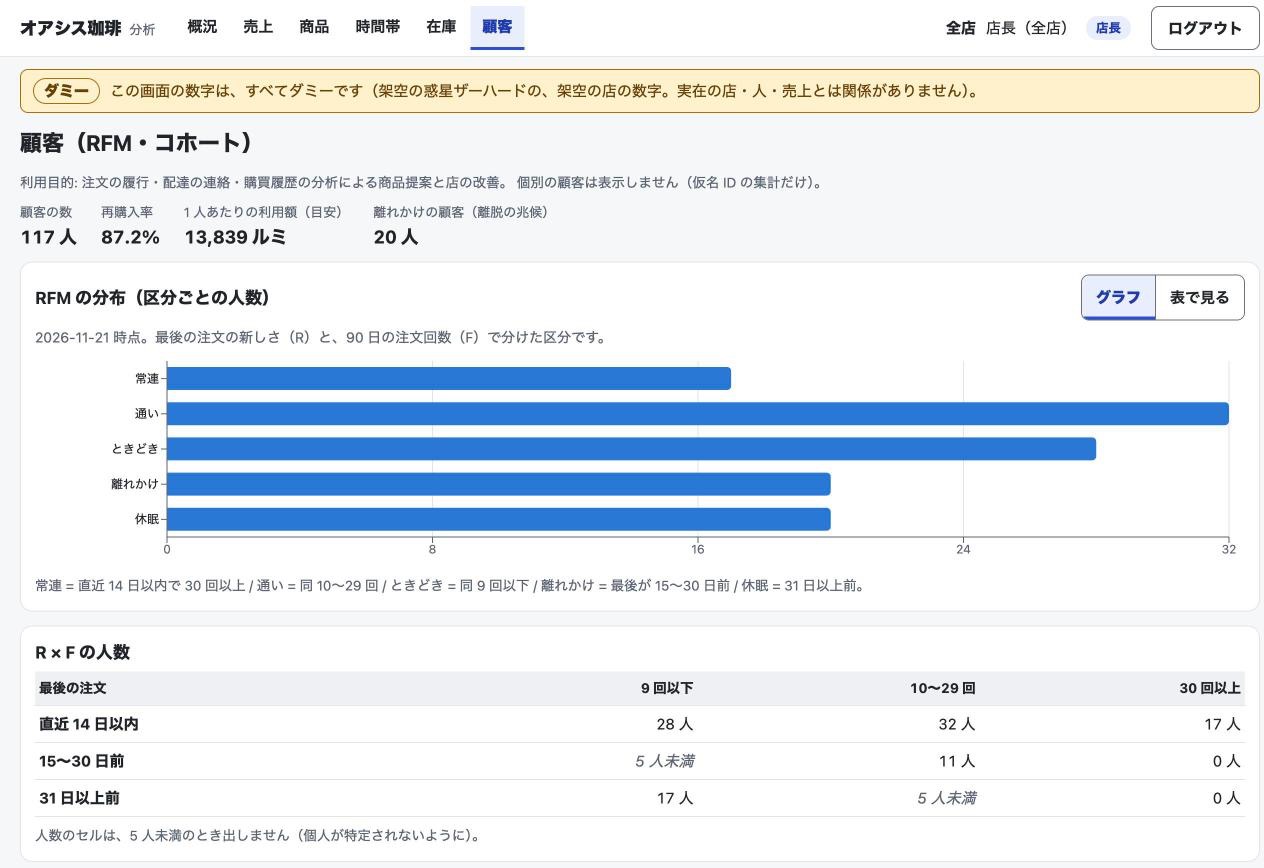 オアシス珈琲 分析 概況 売上 商品 時間帯 在庫 顧客 全店 店長（全店） 店長 ログアウト
ダミー この画面の数字は、すべてダミーです（架空の惑星ザーハードの、架空の店の数字。実在の店・人・売上とは関係がありません）。
顧客（RFM・コホート）
利用目的: 注文の履行・配達の連絡・購買履歴の分析による商品提案と店の改善。 個別の顧客は表示しません（仮名 ID の集計だけ）。
顧客の数 再購入率 1 人あたりの利用額（目安） 離れかけの顧客（離脱の兆候）
117 人 87.2% 13,839 ルミ 20 人
RFM の分布（区分ごとの人数） グラフ 表で見る
2026-11-21 時点。最後の注文の新しさ（R）と、90 日の注文回数（F）で分けた区分です。
常連
通い
ときどき
離れかけ
休眠
0 8 16 24 32
常連 = 直近 14 日以内で 30 回以上 / 通い = 同 10〜29 回 / ときどき = 同 9 回以下 / 離れかけ = 最後が 15〜30 日前 / 休眠 = 31 日以上前。
R × F の人数
最後の注文 9 回以下 10〜29 回 30 回以上
直近 14 日以内 28 人 32 人 17 人
15〜30 日前 5 人未満 11 人 0 人
31 日以上前 17 人 5 人未満 0 人
人数のセルは、5 人未満のとき出しません（個人が特定されないように）。